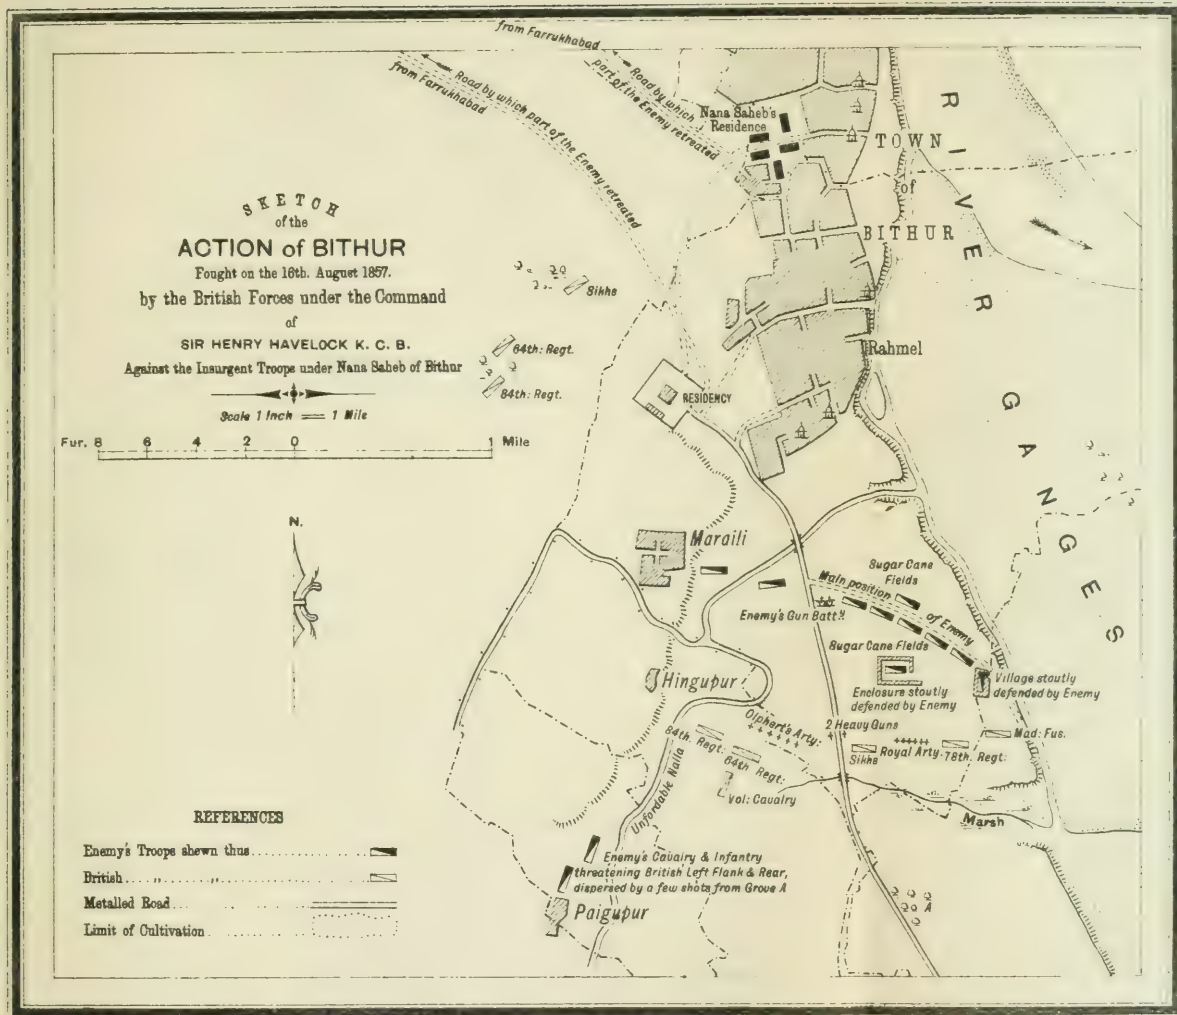 SKETCH
of the
ACTION of BITHUR
Fought on the 16th. August 1857.
by the British Forces under the Command
of
SIR HENRY HAVELOCK K. C. B.
Against the Insurgent Troops under Nana Saheb of Bithur
Scale 1 Inch = 1 Mile
Fur. 8 6 4 2 0 1 Mile
N.
from Farrukhabad
Road by which part of the Enemy retreated
from Farrukhabad
Road by which
part of the Enemy retreated
Nana Saheb's
Residence
TOWN
of
BITHUR
RIVER GANGES
Sikhs
64th: Regt.
84th: Regt.
Rahmel
RESIDENCY
Maraili
Sugar Cane
Fields
Main position of Enemy
Enemy's Gun Batty.
Sugar Cane Fields
Enclosure stoutly
defended by Enemy
Village stoutly
defended by Enemy
Hingupur
Olphert's Arty:
2 Heavy Guns
84th. Regt:
64th Regt:
Vol: Cavalry
Sikhs
Royal Arty:
78th. Regt:
Mad: Fus.
Marsh
Unfordable Nalla
Enemy's Cavalry & Infantry
threatening British Left Flank & Rear,
dispersed by a few shots from Grove A
A
Paigupur
REFERENCES
Enemy's Troops shewn thus
British „ „
Metalled Road
Limit of Cultivation